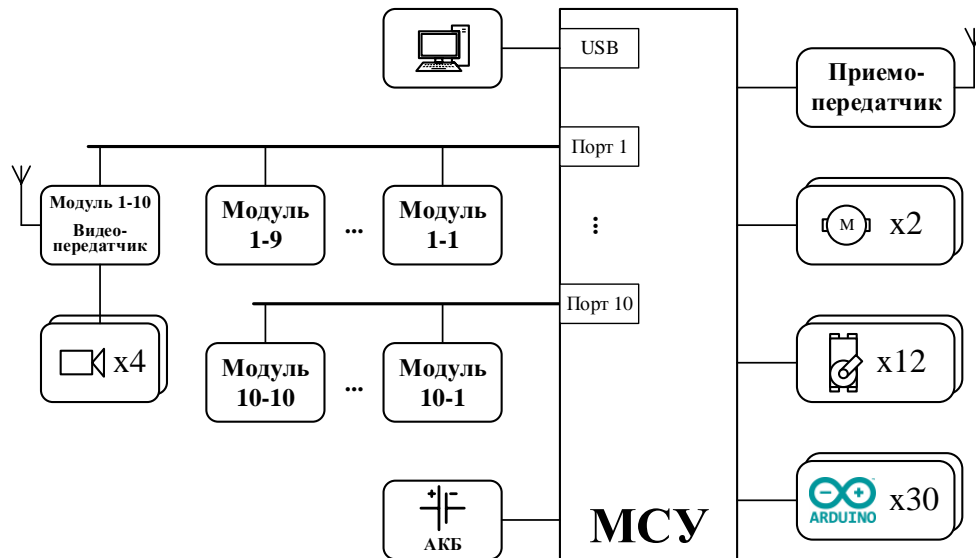 USB
Приемо-
передатчик
Порт 1
Модуль 1-10
Видео-
передатчик
Модуль
1-9
...
Модуль
1-1
...
М
x2
Порт 10
x4
Модуль
10-10
...
Модуль
10-1
x12
+ -
АКБ
МСУ
- +
ARDUINO
x30